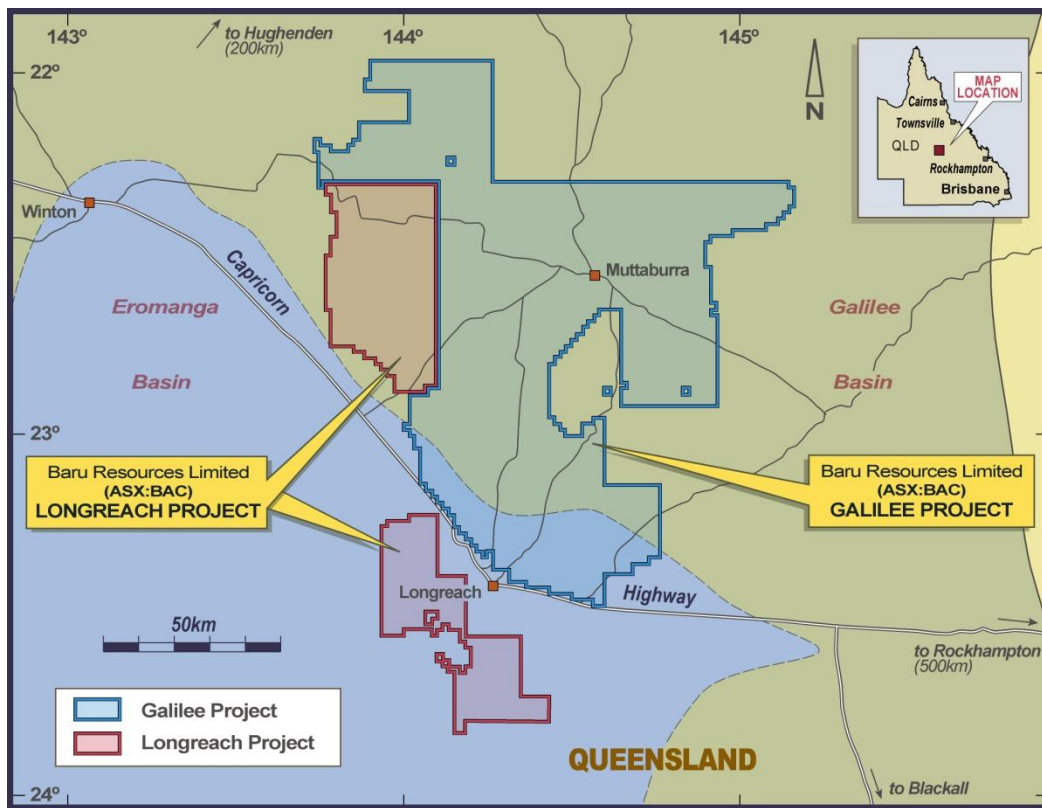 143º
to Hughenden
(200km)
144º
145º
22º
N
MAP
LOCATION
Cairns
Townsville
QLD
Rockhampton
Brisbane
Winton
Capricorn
Muttaburra
Eromanga
Basin
Galilee
Basin
23º
Baru Resources Limited
(ASX:BAC)
LONGREACH PROJECT
Baru Resources Limited
(ASX:BAC)
GALILEE PROJECT
Longreach
Highway
50km
to Rockhampton
(500km)
Galilee Project
Longreach Project
QUEENSLAND
to Blackall
24º